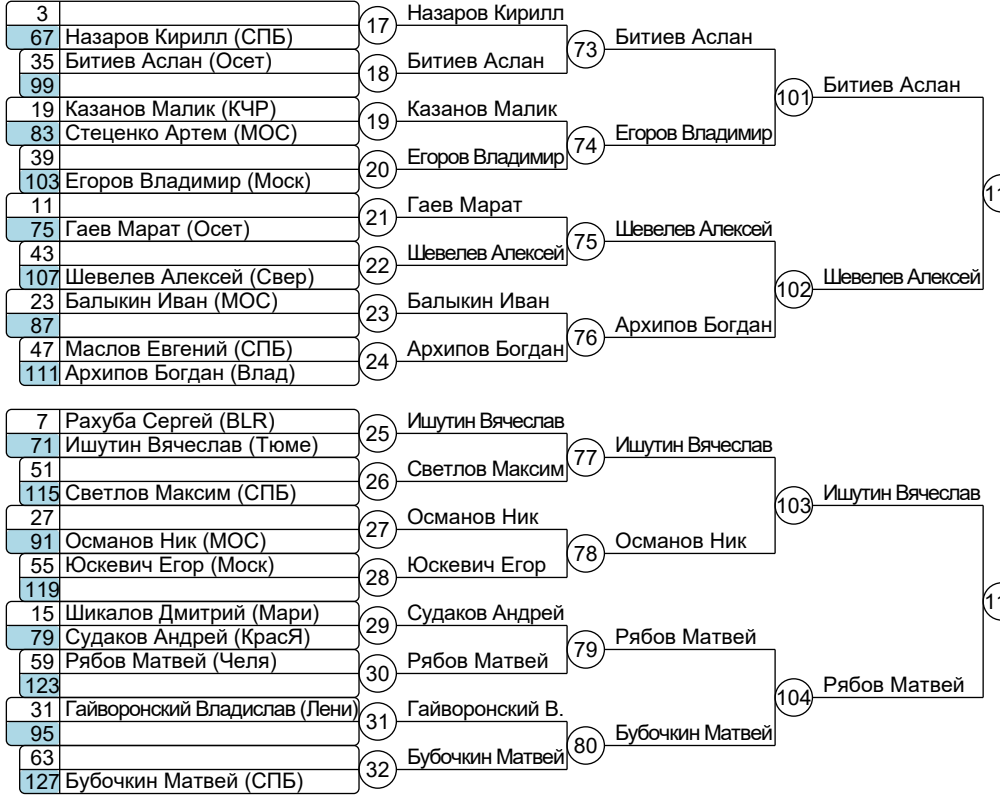 3
17
Назаров Кирилл
67 Назаров Кирилл (СПБ)
73
Битиев Аслан
35 Битиев Аслан (Осет)
18
Битиев Аслан
99
101
Битиев Аслан
19 Казанов Малик (КЧР)
19
Казанов Малик
83 Стеценко Артем (МОС)
74
Егоров Владимир
39
20
Егоров Владимир
103 Егоров Владимир (Моск)
11
21
Гаев Марат
75 Гаев Марат (Осет)
75
Шевелев Алексей
43
22
Шевелев Алексей
107 Шевелев Алексей (Свер)
102
Шевелев Алексей
23 Балыкин Иван (МОС)
23
Балыкин Иван
87
76
Архипов Богдан
47 Маслов Евгений (СПБ)
24
Архипов Богдан
111 Архипов Богдан (Влад)
7 Рахуба Сергей (BLR)
25
Ишутин Вячеслав
71 Ишутин Вячеслав (Тюме)
77
Ишутин Вячеслав
51
26
Светлов Максим
115 Светлов Максим (СПБ)
103
Ишутин Вячеслав
27
27
Османов Ник
91 Османов Ник (МОС)
78
Османов Ник
55 Юскевич Егор (Моск)
28
Юскевич Егор
119
15 Шикалов Дмитрий (Мари)
29
Судаков Андрей
79 Судаков Андрей (КрасЯ)
79
Рябов Матвей
59 Рябов Матвей (Челя)
30
Рябов Матвей
123
104
Рябов Матвей
31 Гайворонский Владислав (Лени)
31
Гайворонский В.
95
80
Бубочкин Матвей
63
32
Бубочкин Матвей
127 Бубочкин Матвей (СПБ)